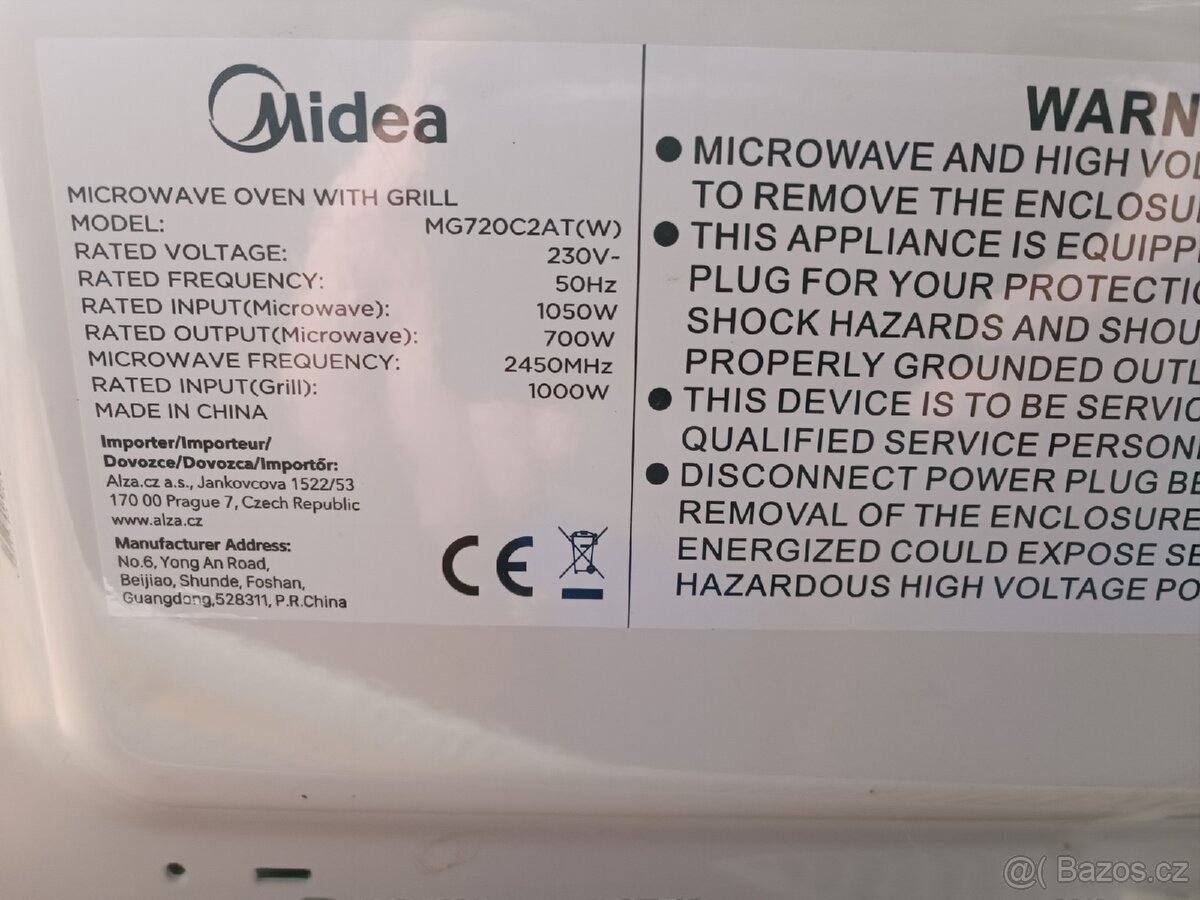 Midea
MICROWAVE OVEN WITH GRILL
MODEL: MG720C2AT(W)
RATED VOLTAGE: 230V~
RATED FREQUENCY: 50Hz
RATED INPUT(Microwave): 1050W
RATED OUTPUT(Microwave): 700W
MICROWAVE FREQUENCY: 2450MHz
RATED INPUT(Grill): 1000W
MADE IN CHINA
Importer/Importeur/
Dovozce/Dovozca/Importőr:
Alza.cz a.s., Jankovcova 1522/53
170 00 Prague 7, Czech Republic
www.alza.cz
Manufacturer Address:
No.6, Yong An Road,
Beijiao, Shunde, Foshan,
Guangdong,528311, P.R.China
CE
WARN
● MICROWAVE AND HIGH VOL
TO REMOVE THE ENCLOSU
● THIS APPLIANCE IS EQUIPP
PLUG FOR YOUR PROTECTIO
SHOCK HAZARDS AND SHOU
PROPERLY GROUNDED OUTL
● THIS DEVICE IS TO BE SERVIC
QUALIFIED SERVICE PERSONN
● DISCONNECT POWER PLUG BE
REMOVAL OF THE ENCLOSURE
ENERGIZED COULD EXPOSE SE
HAZARDOUS HIGH VOLTAGE PO
@( Bazos.cz